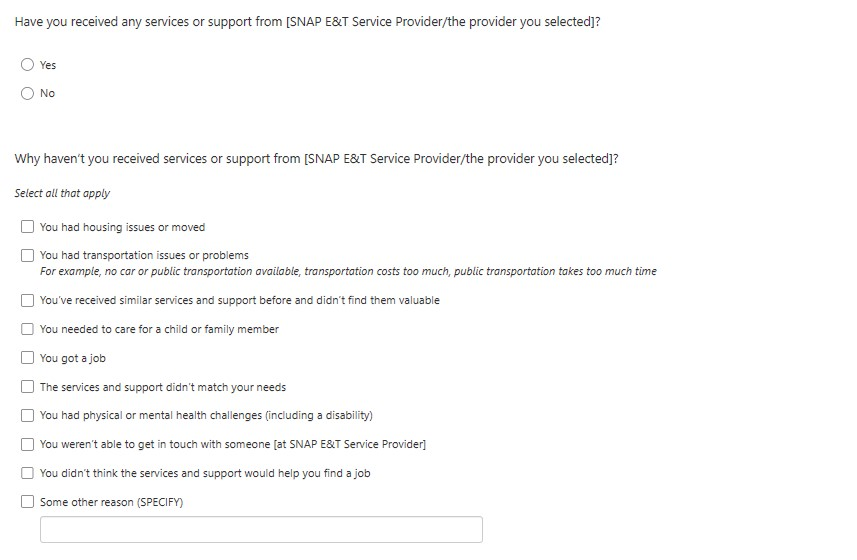 Have you received any services or support from [SNAP E&T Service Provider/the provider you selected]?
Yes
No
Why haven't you received services or support from [SNAP E&T Service Provider/the provider you selected]?
Select all that apply
You had housing issues or moved
You had transportation issues or problems
For example, no car or public transportation available, transportation costs too much, public transportation takes too much time
You've received similar services and support before and didn't find them valuable
You needed to care for a child or family member
You got a job
The services and support didn't match your needs
You had physical or mental health challenges (including a disability)
You weren't able to get in touch with someone [at SNAP E&T Service Provider]
You didn't think the services and support would help you find a job
Some other reason (SPECIFY)